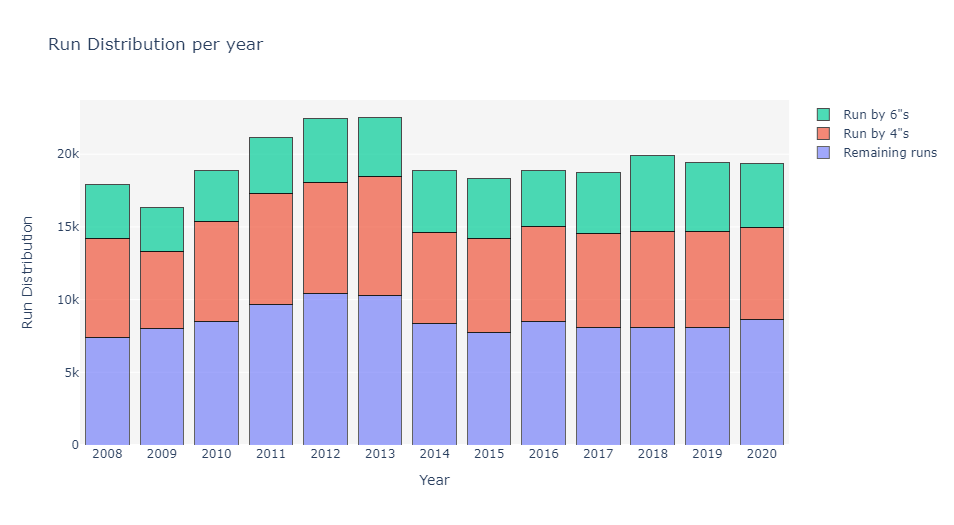 Run Distribution per year
Run by 6"s
Run by 4"s
Remaining runs
Run Distribution
20k
15k
10k
5k
0
2008 2009 2010 2011 2012 2013 2014 2015 2016 2017 2018 2019 2020
Year